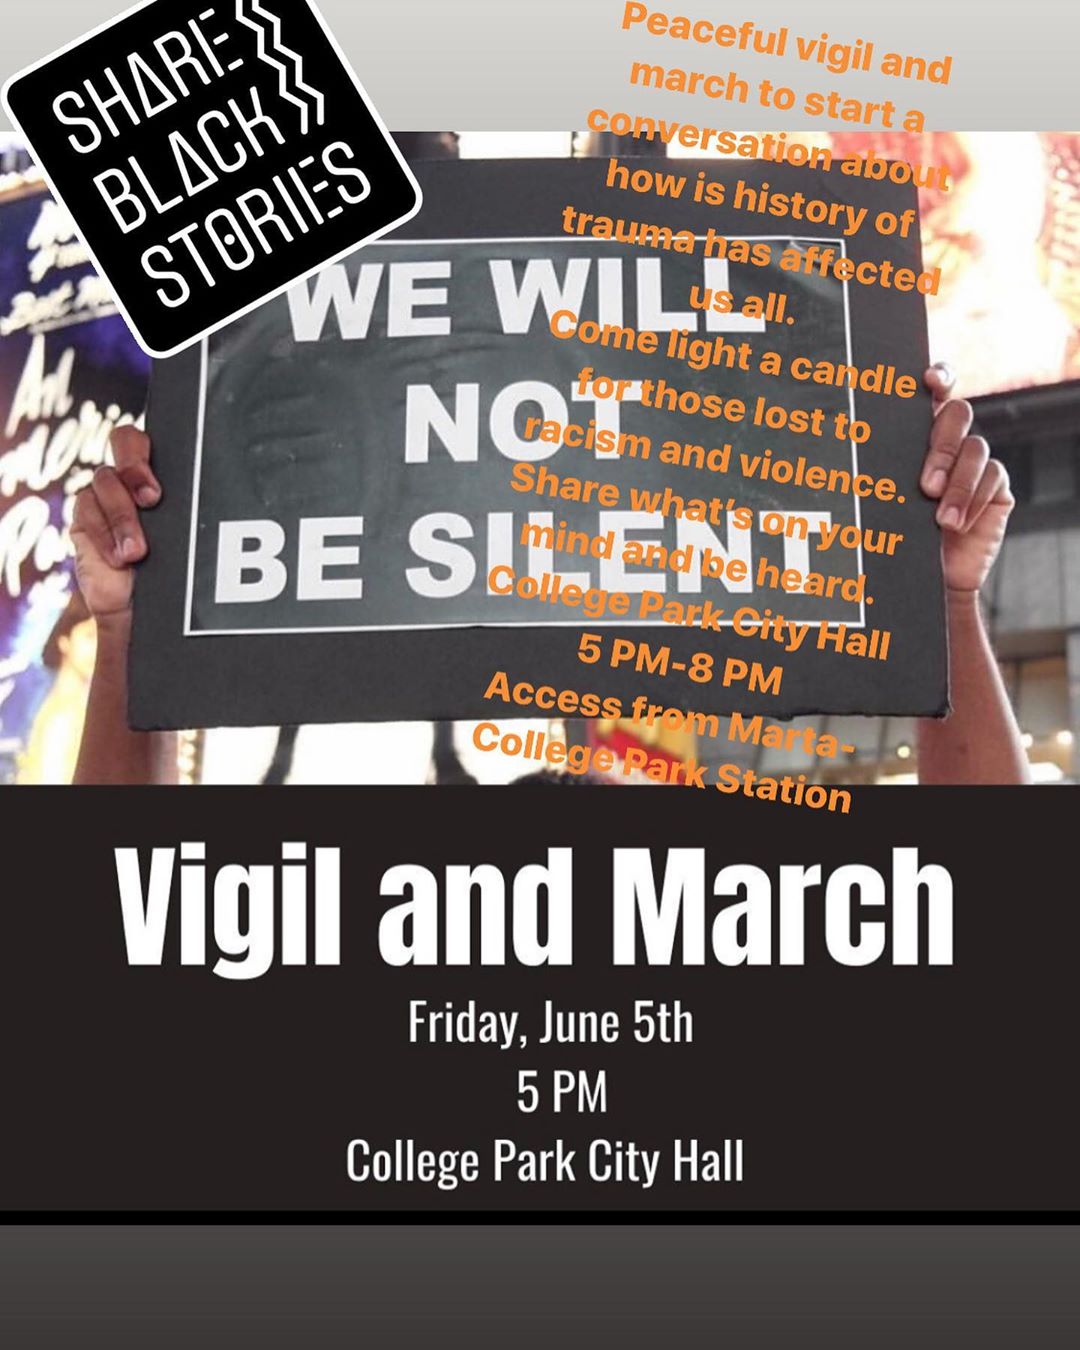 SHARE
BLACK
STORIES
Peaceful vigil and
march to start a
conversation about
how is history of
trauma has affected
us all.
Come light a candle
for those lost to
racism and violence.
Share what's on your
mind and be heard.
College Park City Hall
5 PM-8 PM
Access from Marta-
College Park Station
WE WILL
NOT
BE SILENT
Vigil and March
Friday, June 5th
5 PM
College Park City Hall